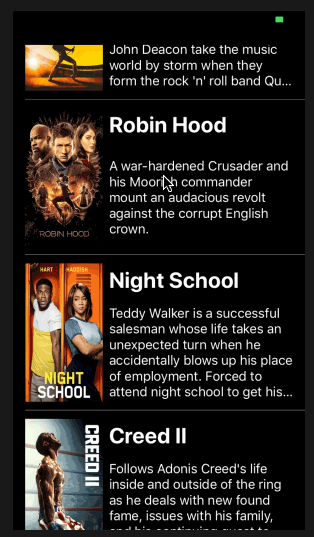 John Deacon take the music
world by storm when they
form the rock 'n' roll band Qu...
Robin Hood
A war-hardened Crusader and
his Moorish commander
mount an audacious revolt
against the corrupt English
crown.
ROBIN HOOD
Night School
HART HADDISH
Teddy Walker is a successful
salesman whose life takes an
unexpected turn when he
accidentally blows up his place
of employment. Forced to
attend night school to get his...
NIGHT
SCHOOL
Creed II
CREED II
Follows Adonis Creed's life
inside and outside of the ring
as he deals with new found
fame, issues with his family,
and his continuing quest to